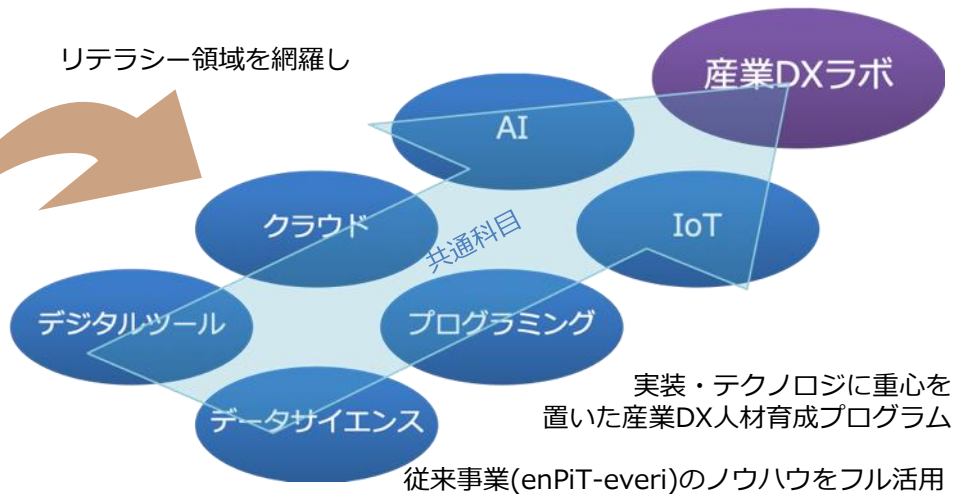 リテラシー領域を網羅し
産業DXラボ
AI
クラウド
共通科目
IoT
デジタルツール
プログラミング
データサイエンス
実装・テクノロジに重心を
置いた産業DX人材育成プログラム
従来事業(enPiT-everi)のノウハウをフル活用